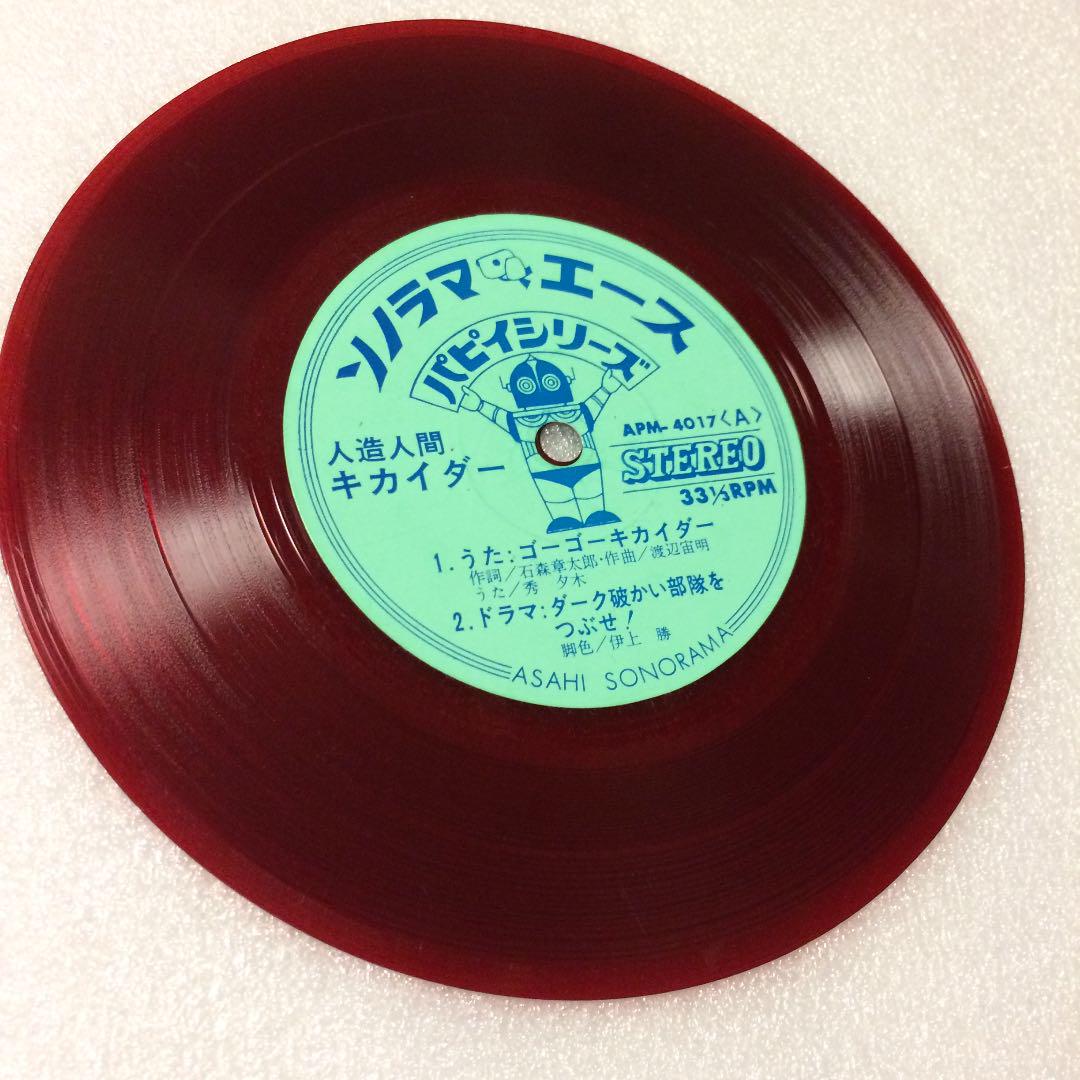 ソノラマエース
パピイシリーズ
人造人間
キカイダー
APM-4017〈A〉
STEREO
33⅓RPM
1.うた:ゴーゴーキカイダー
作詞/石森章太郎・作曲/渡辺宙明
うた/秀 夕木
2.ドラマ:ダーク破かい部隊を
つぶせ!
脚色/伊上 勝
ASAHI SONORAMA